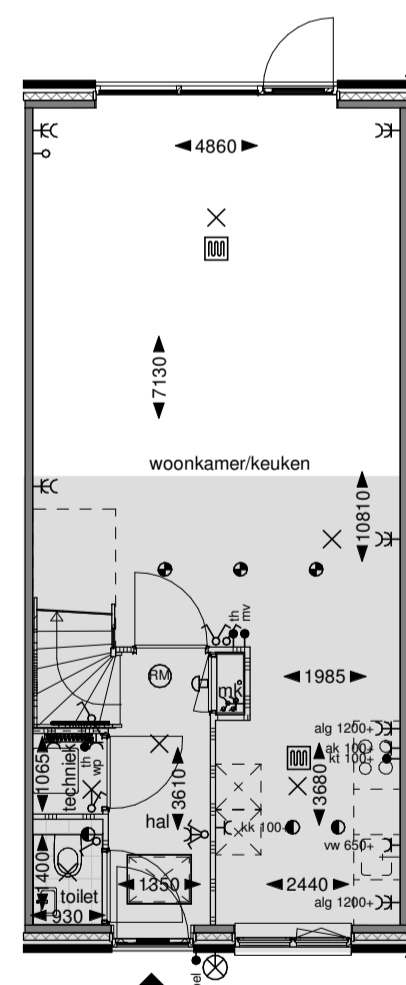 4860
7130
woonkamer/keuken
10810
th
mv
RM
mk
1985
alg 1200+
ak 100+
kt 100+
1065
techniek
th
wp
3610
3680
hal
kk 100+
vw 650+
1400
toilet
930
1350
2440
alg 1200+
bel